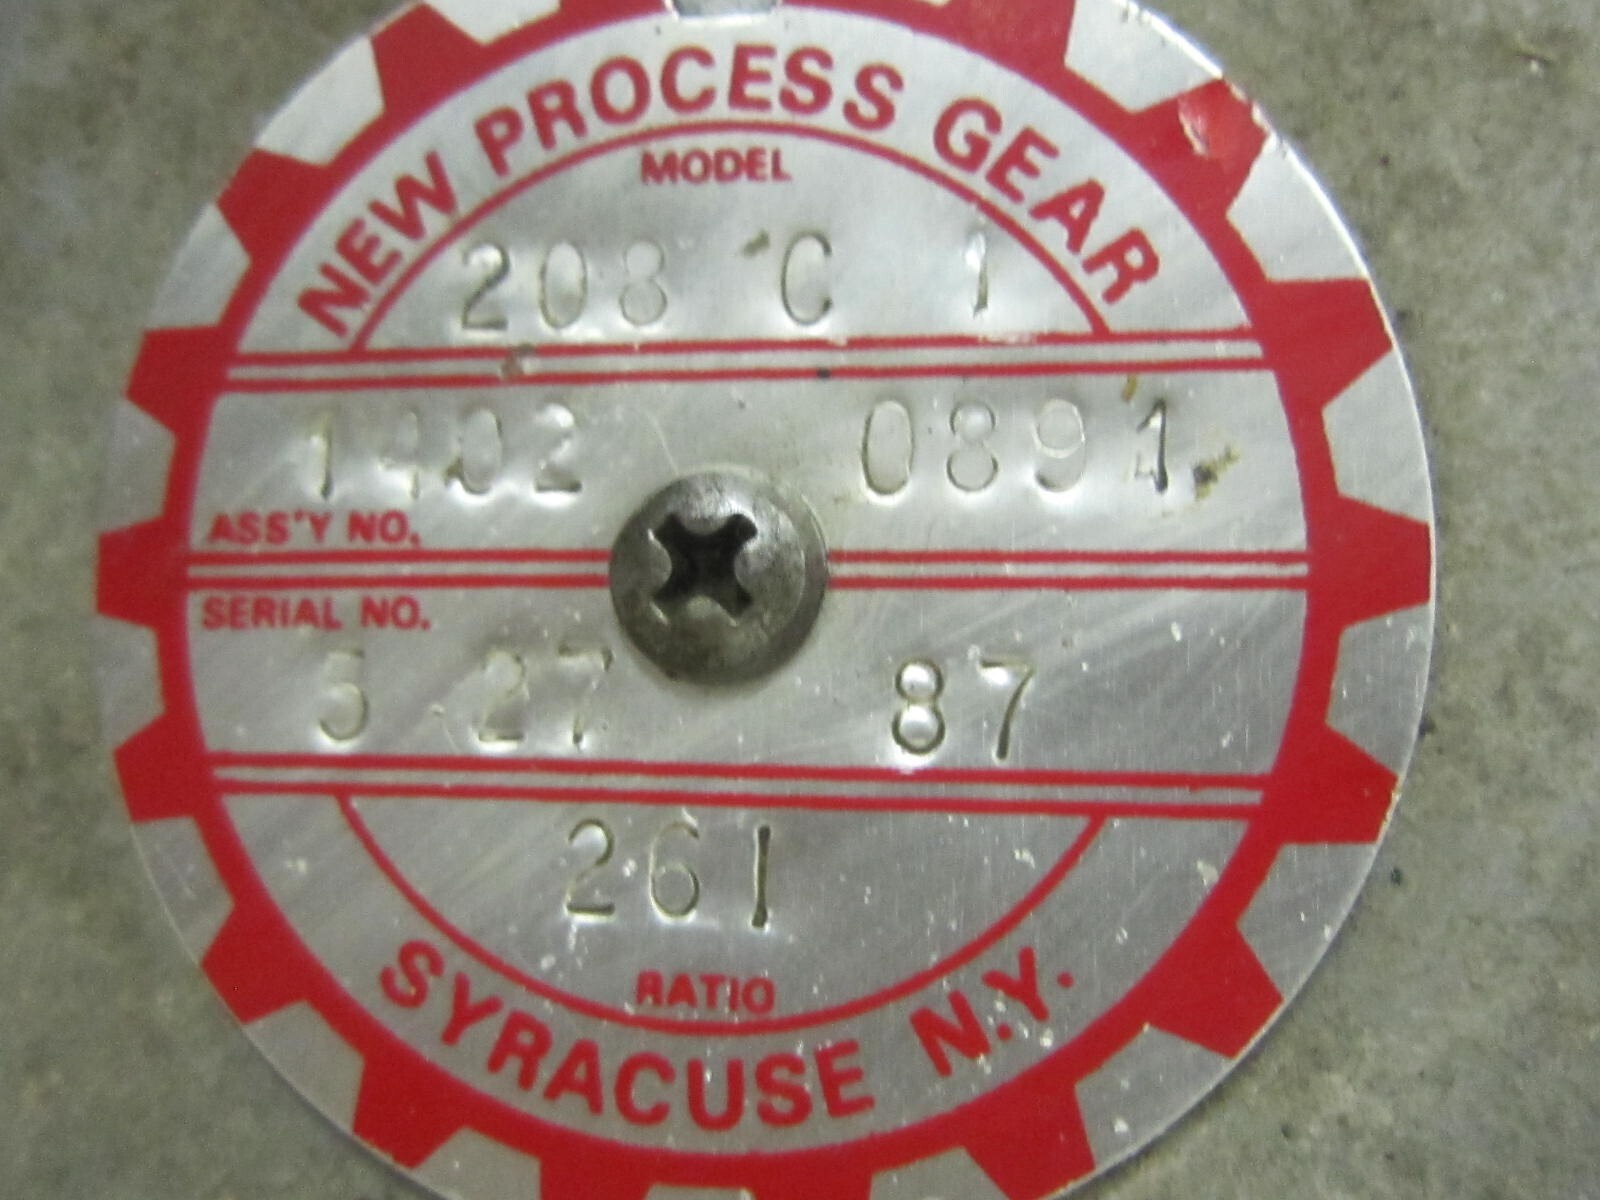 NEW PROCESS GEAR
MODEL
208 C 1
1402 0891
ASS'Y NO.
SERIAL NO.
5 27 87
261
RATIO
SYRACUSE N.Y.